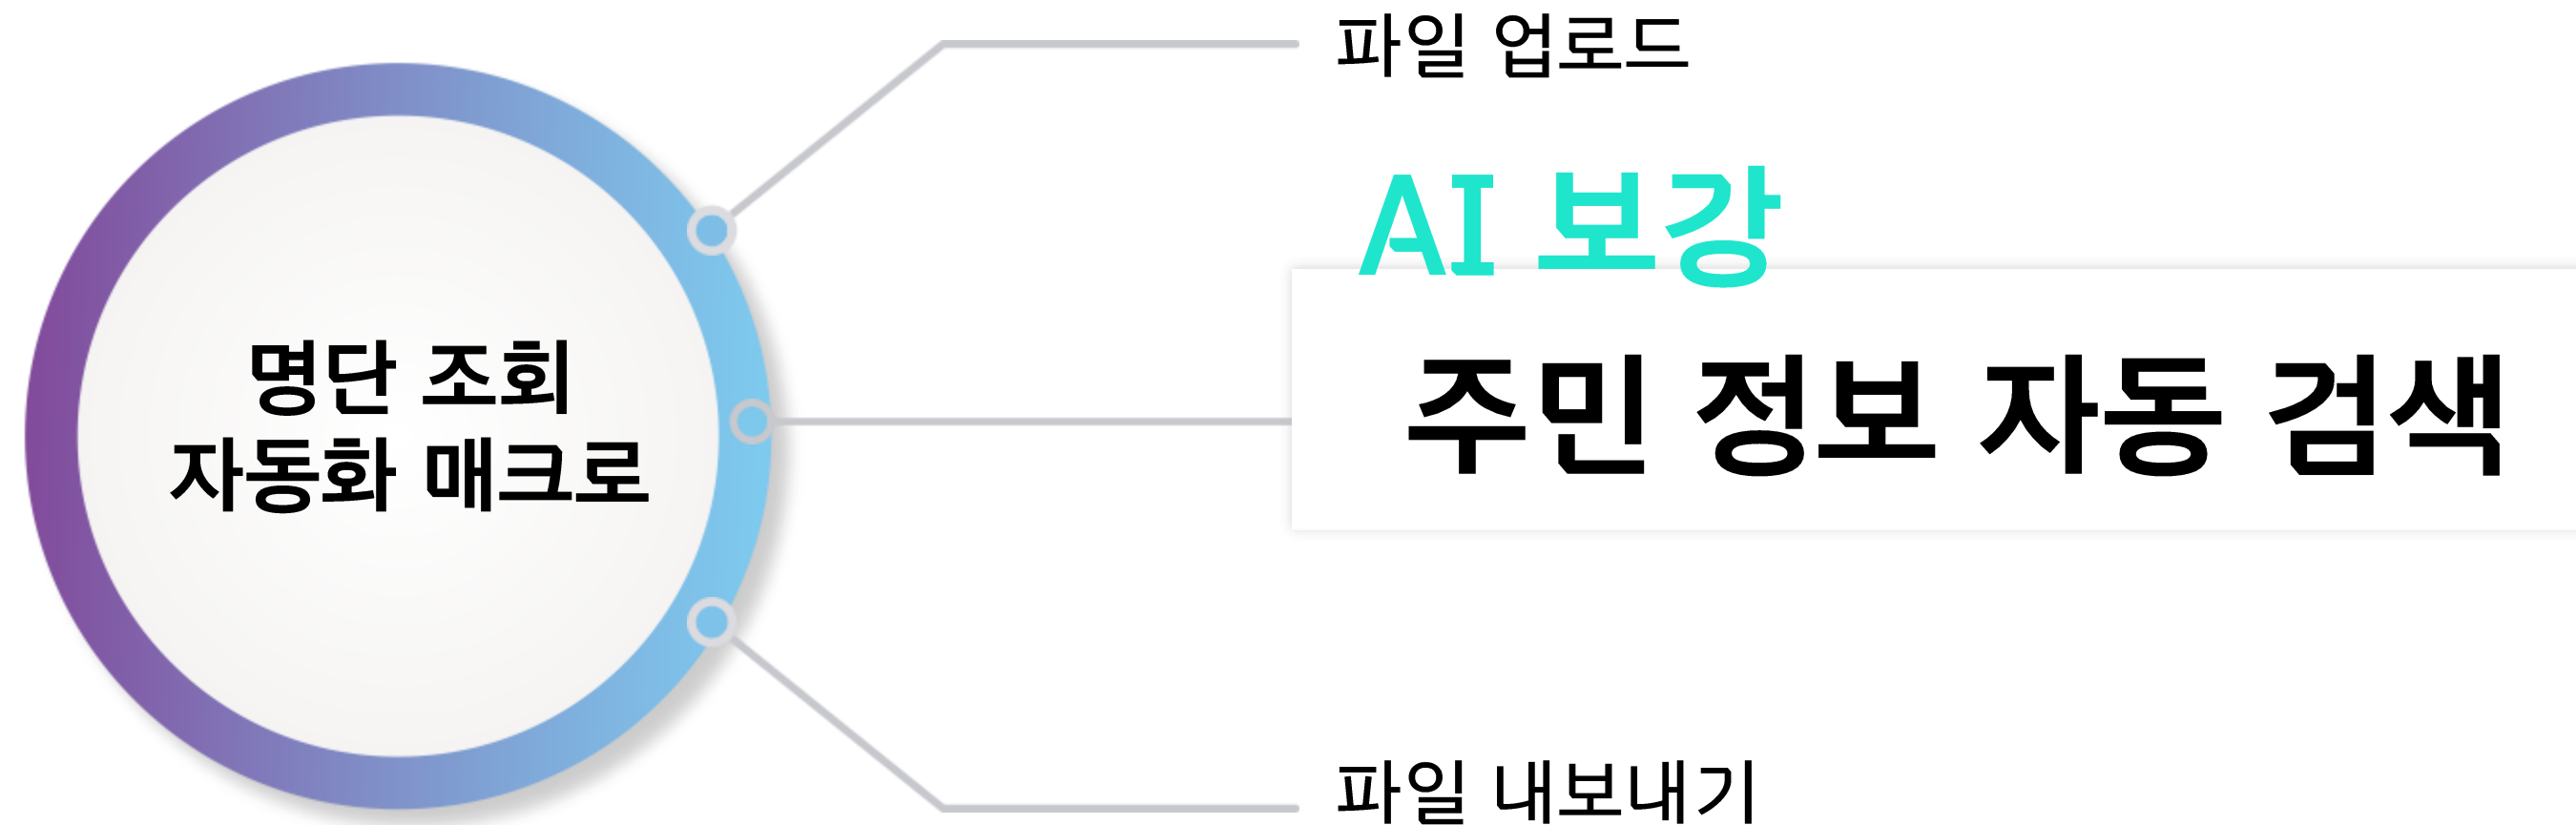 명단 조회
자동화 매크로
파일 업로드
AI 보강
주민 정보 자동 검색
파일 내보내기